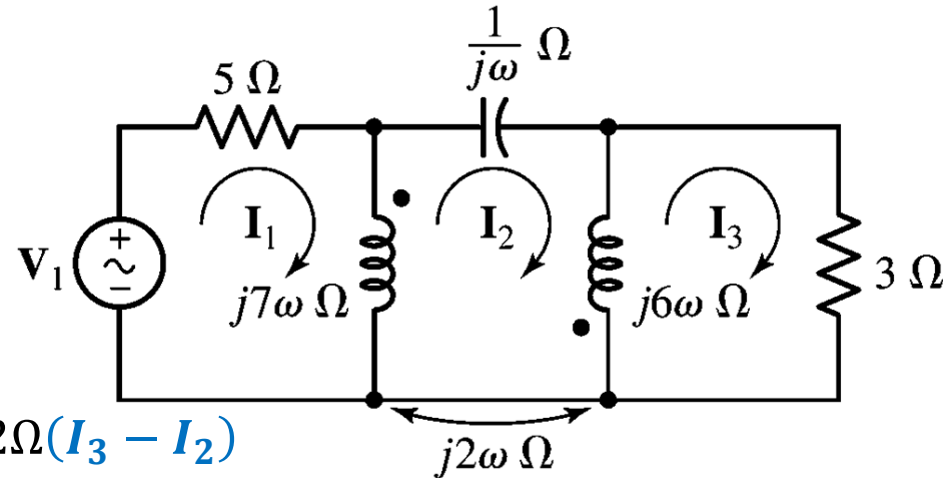 1
jω Ω
5 Ω
V₁
+
~
−
I₁
I₂
I₃
j7ω Ω
j6ω Ω
3 Ω
2Ω(I₃ − I₂)
j2ω Ω